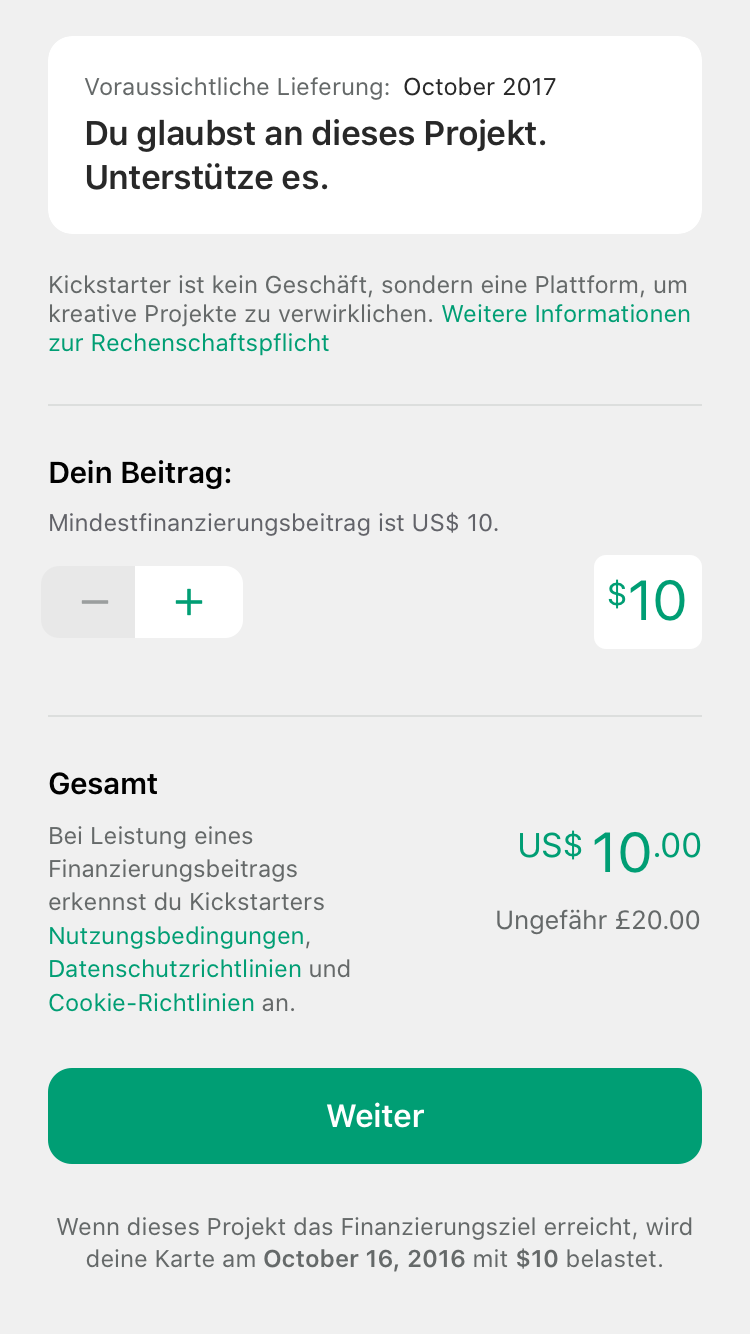 Voraussichtliche Lieferung: October 2017
Du glaubst an dieses Projekt.
Unterstütze es.
Kickstarter ist kein Geschäft, sondern eine Plattform, um
kreative Projekte zu verwirklichen. Weitere Informationen
zur Rechenschaftspflicht
Dein Beitrag:
Mindestfinanzierungsbeitrag ist US$ 10.
− +
$10
Gesamt
Bei Leistung eines
Finanzierungsbeitrags
erkennst du Kickstarters
Nutzungsbedingungen,
Datenschutzrichtlinien und
Cookie-Richtlinien an.
US$ 10.00
Ungefähr £20.00
Weiter
Wenn dieses Projekt das Finanzierungsziel erreicht, wird
deine Karte am October 16, 2016 mit $10 belastet.